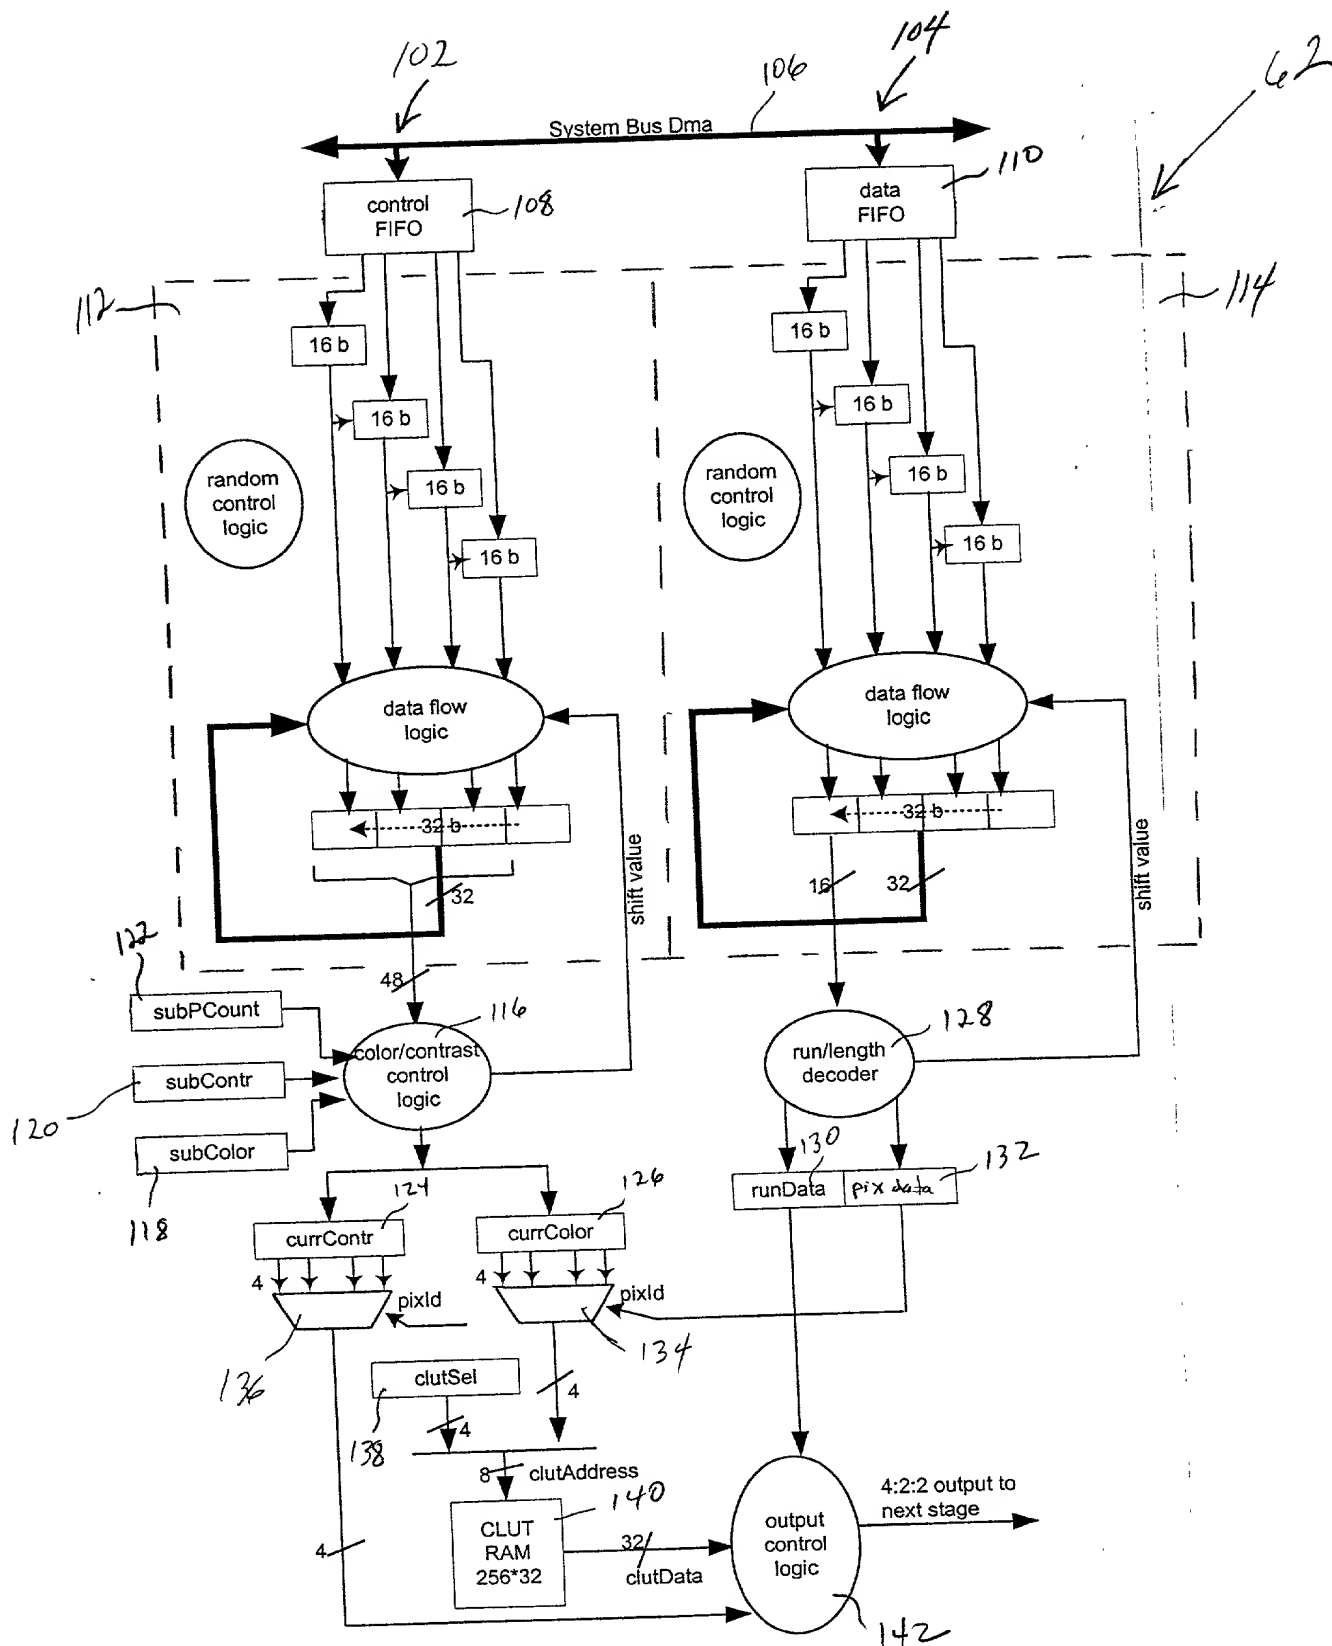 102
104
106
62
System Bus Dma
110
control
FIFO
108
data
FIFO
112
114
16 b
16 b
16 b
16 b
random
control
logic
16 b
16 b
16 b
16 b
random
control
logic
data flow
logic
data flow
logic
32 b
32 b
32
16
32
shift value
shift value
122
48
subPCount
116
color/contrast
control
logic
128
run/length
decoder
subContr
120
subColor
118
130
132
runData
pix data
124
126
currContr
currColor
4
4
pixId
pixId
136
134
clutSel
138
4
4
8
clutAddress
140
CLUT
RAM
256*32
32
clutData
4
output
control
logic
4:2:2 output to
next stage
142